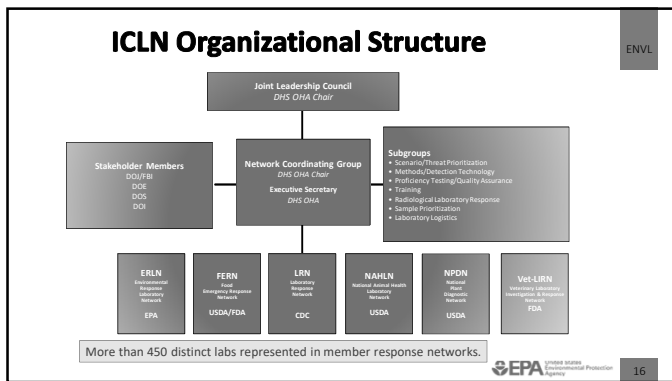 ICLN Organizational Structure
ENVL
Joint Leadership Council
DHS OHA Chair
Stakeholder Members
DOJ/FBI
DOE
DOS
DOI
Network Coordinating Group
DHS OHA Chair
Executive Secretary
DHS OHA
Subgroups
• Scenario/Threat Prioritization
• Methods/Detection Technology
• Proficiency Testing/Quality Assurance
• Training
• Radiological Laboratory Response
• Sample Prioritization
• Laboratory Logistics
ERLN
Environmental
Response
Laboratory
Network
EPA
FERN
Food
Emergency Response
Network
USDA/FDA
LRN
Laboratory
Response
Network
CDC
NAHLN
National Animal Health
Laboratory
Network
USDA
NPDN
National
Plant
Diagnostic
Network
USDA
Vet-LIRN
Veterinary Laboratory
Investigation & Response
Network
FDA
More than 450 distinct labs represented in member response networks.
EPA
United States
Environmental Protection
Agency
16